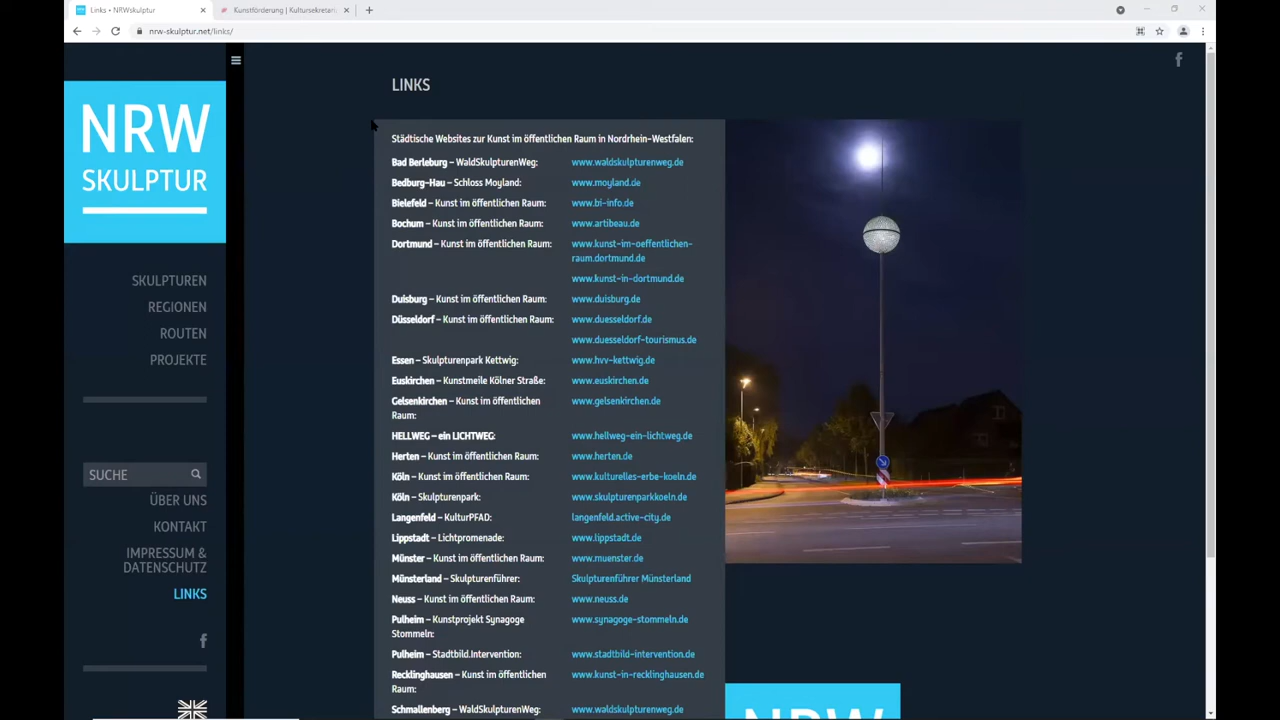 Links • NRWskulptur
Kunstförderung | Kultursekretari
nrw-skulptur.net/links/
NRW
SKULPTUR
SKULPTUREN
REGIONEN
ROUTEN
PROJEKTE
SUCHE
ÜBER UNS
KONTAKT
IMPRESSUM &
DATENSCHUTZ
LINKS
LINKS
Städtische Websites zur Kunst im öffentlichen Raum in Nordrhein-Westfalen:
Bad Berleburg – WaldSkulpturenWeg: www.waldskulpturenweg.de
Bedburg-Hau – Schloss Moyland: www.moyland.de
Bielefeld – Kunst im öffentlichen Raum: www.bi-info.de
Bochum – Kunst im öffentlichen Raum: www.artibeau.de
Dortmund – Kunst im öffentlichen Raum: www.kunst-im-oeffentlichen-
raum.dortmund.de
www.kunst-in-dortmund.de
Duisburg – Kunst im öffentlichen Raum: www.duisburg.de
Düsseldorf – Kunst im öffentlichen Raum: www.duesseldorf.de
www.duesseldorf-tourismus.de
Essen – Skulpturenpark Kettwig: www.hvv-kettwig.de
Euskirchen – Kunstmeile Kölner Straße: www.euskirchen.de
Gelsenkirchen – Kunst im öffentlichen www.gelsenkirchen.de
Raum:
HELLWEG – ein LICHTWEG: www.hellweg-ein-lichtweg.de
Herten – Kunst im öffentlichen Raum: www.herten.de
Köln – Kunst im öffentlichen Raum: www.kulturelles-erbe-koeln.de
Köln – Skulpturenpark: www.skulpturenparkkoeln.de
Langenfeld – KulturPFAD: langenfeld.active-city.de
Lippstadt – Lichtpromenade: www.lippstadt.de
Münster – Kunst im öffentlichen Raum: www.muenster.de
Münsterland – Skulpturenführer: Skulpturenführer Münsterland
Neuss – Kunst im öffentlichen Raum: www.neuss.de
Pulheim – Kunstprojekt Synagoge www.synagoge-stommeln.de
Stommeln:
Pulheim – Stadtbild.Intervention: www.stadtbild-intervention.de
Recklinghausen – Kunst im öffentlichen www.kunst-in-recklinghausen.de
Raum:
Schmallenberg – WaldSkulpturenWeg: www.waldskulpturenweg.de
NRW